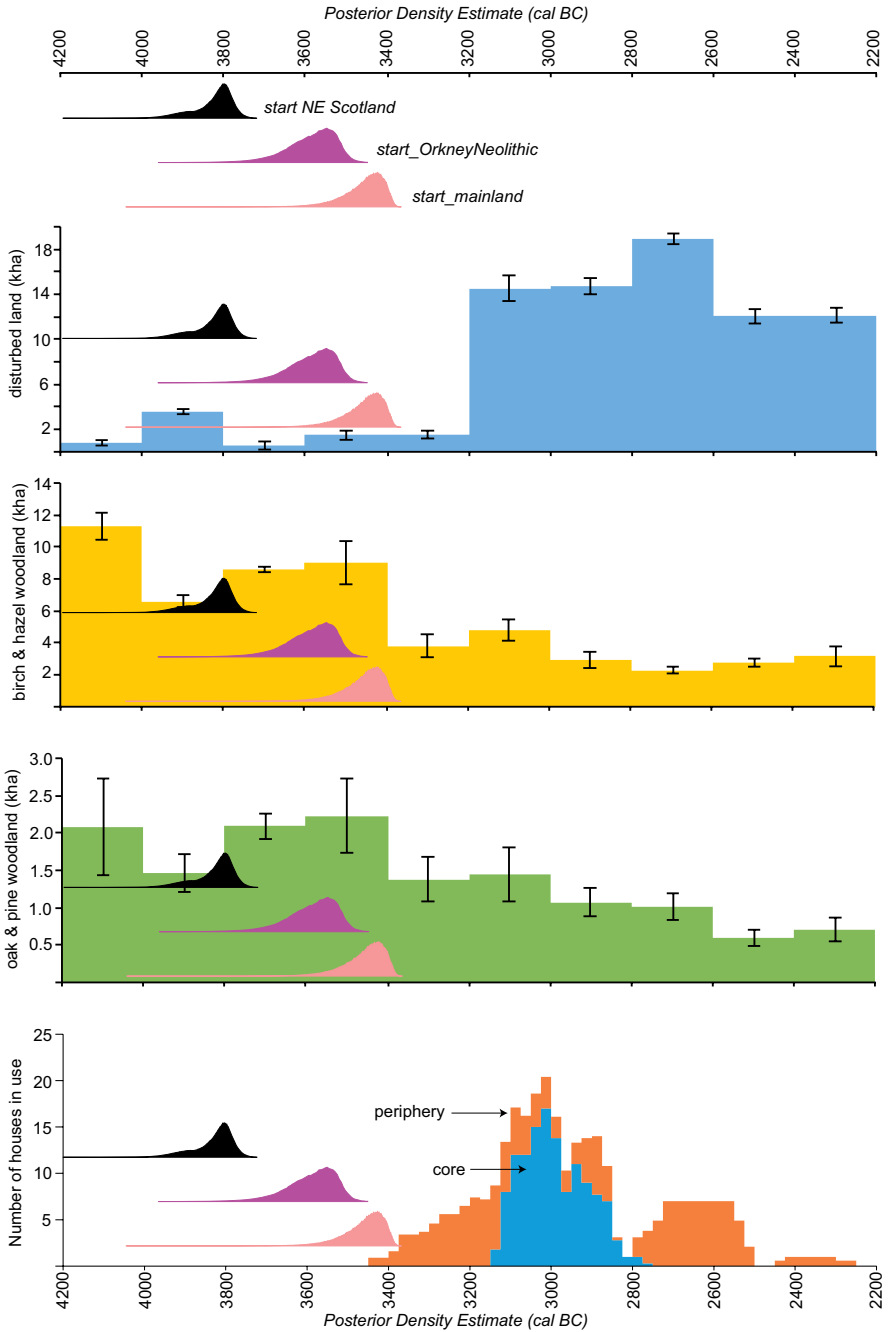 Posterior Density Estimate (cal BC)
4200 4000 3800 3600 3400 3200 3000 2800 2600 2400 2200
start NE Scotland
start_OrkneyNeolithic
start_mainland
disturbed land (kha)
18
14
10
6
2
birch & hazel woodland (kha)
14
12
10
8
6
4
2
oak & pine woodland (kha)
3.0
2.5
2.0
1.5
1.0
0.5
Number of houses in use
25
20
15
10
5
periphery
core
4200 4000 3800 3600 3400 3200 3000 2800 2600 2400 2200
Posterior Density Estimate (cal BC)